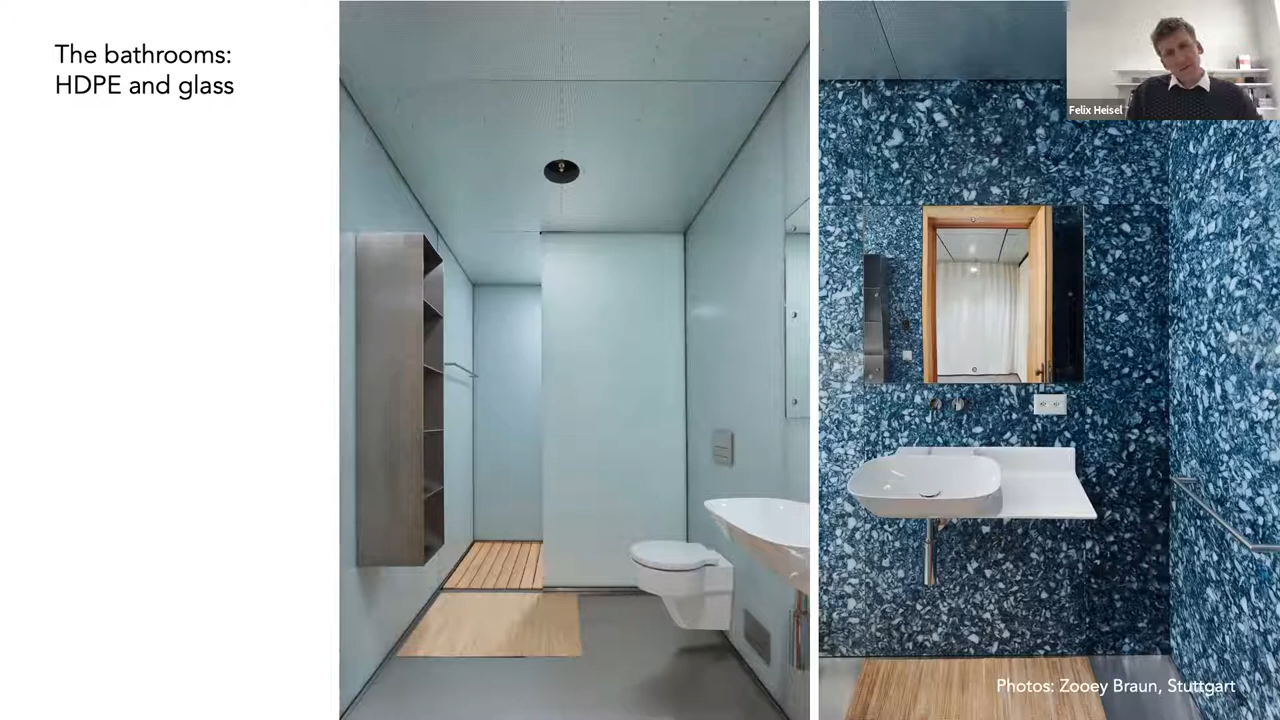 The bathrooms:
HDPE and glass
Felix Heisel
Photos: Zooey Braun, Stuttgart